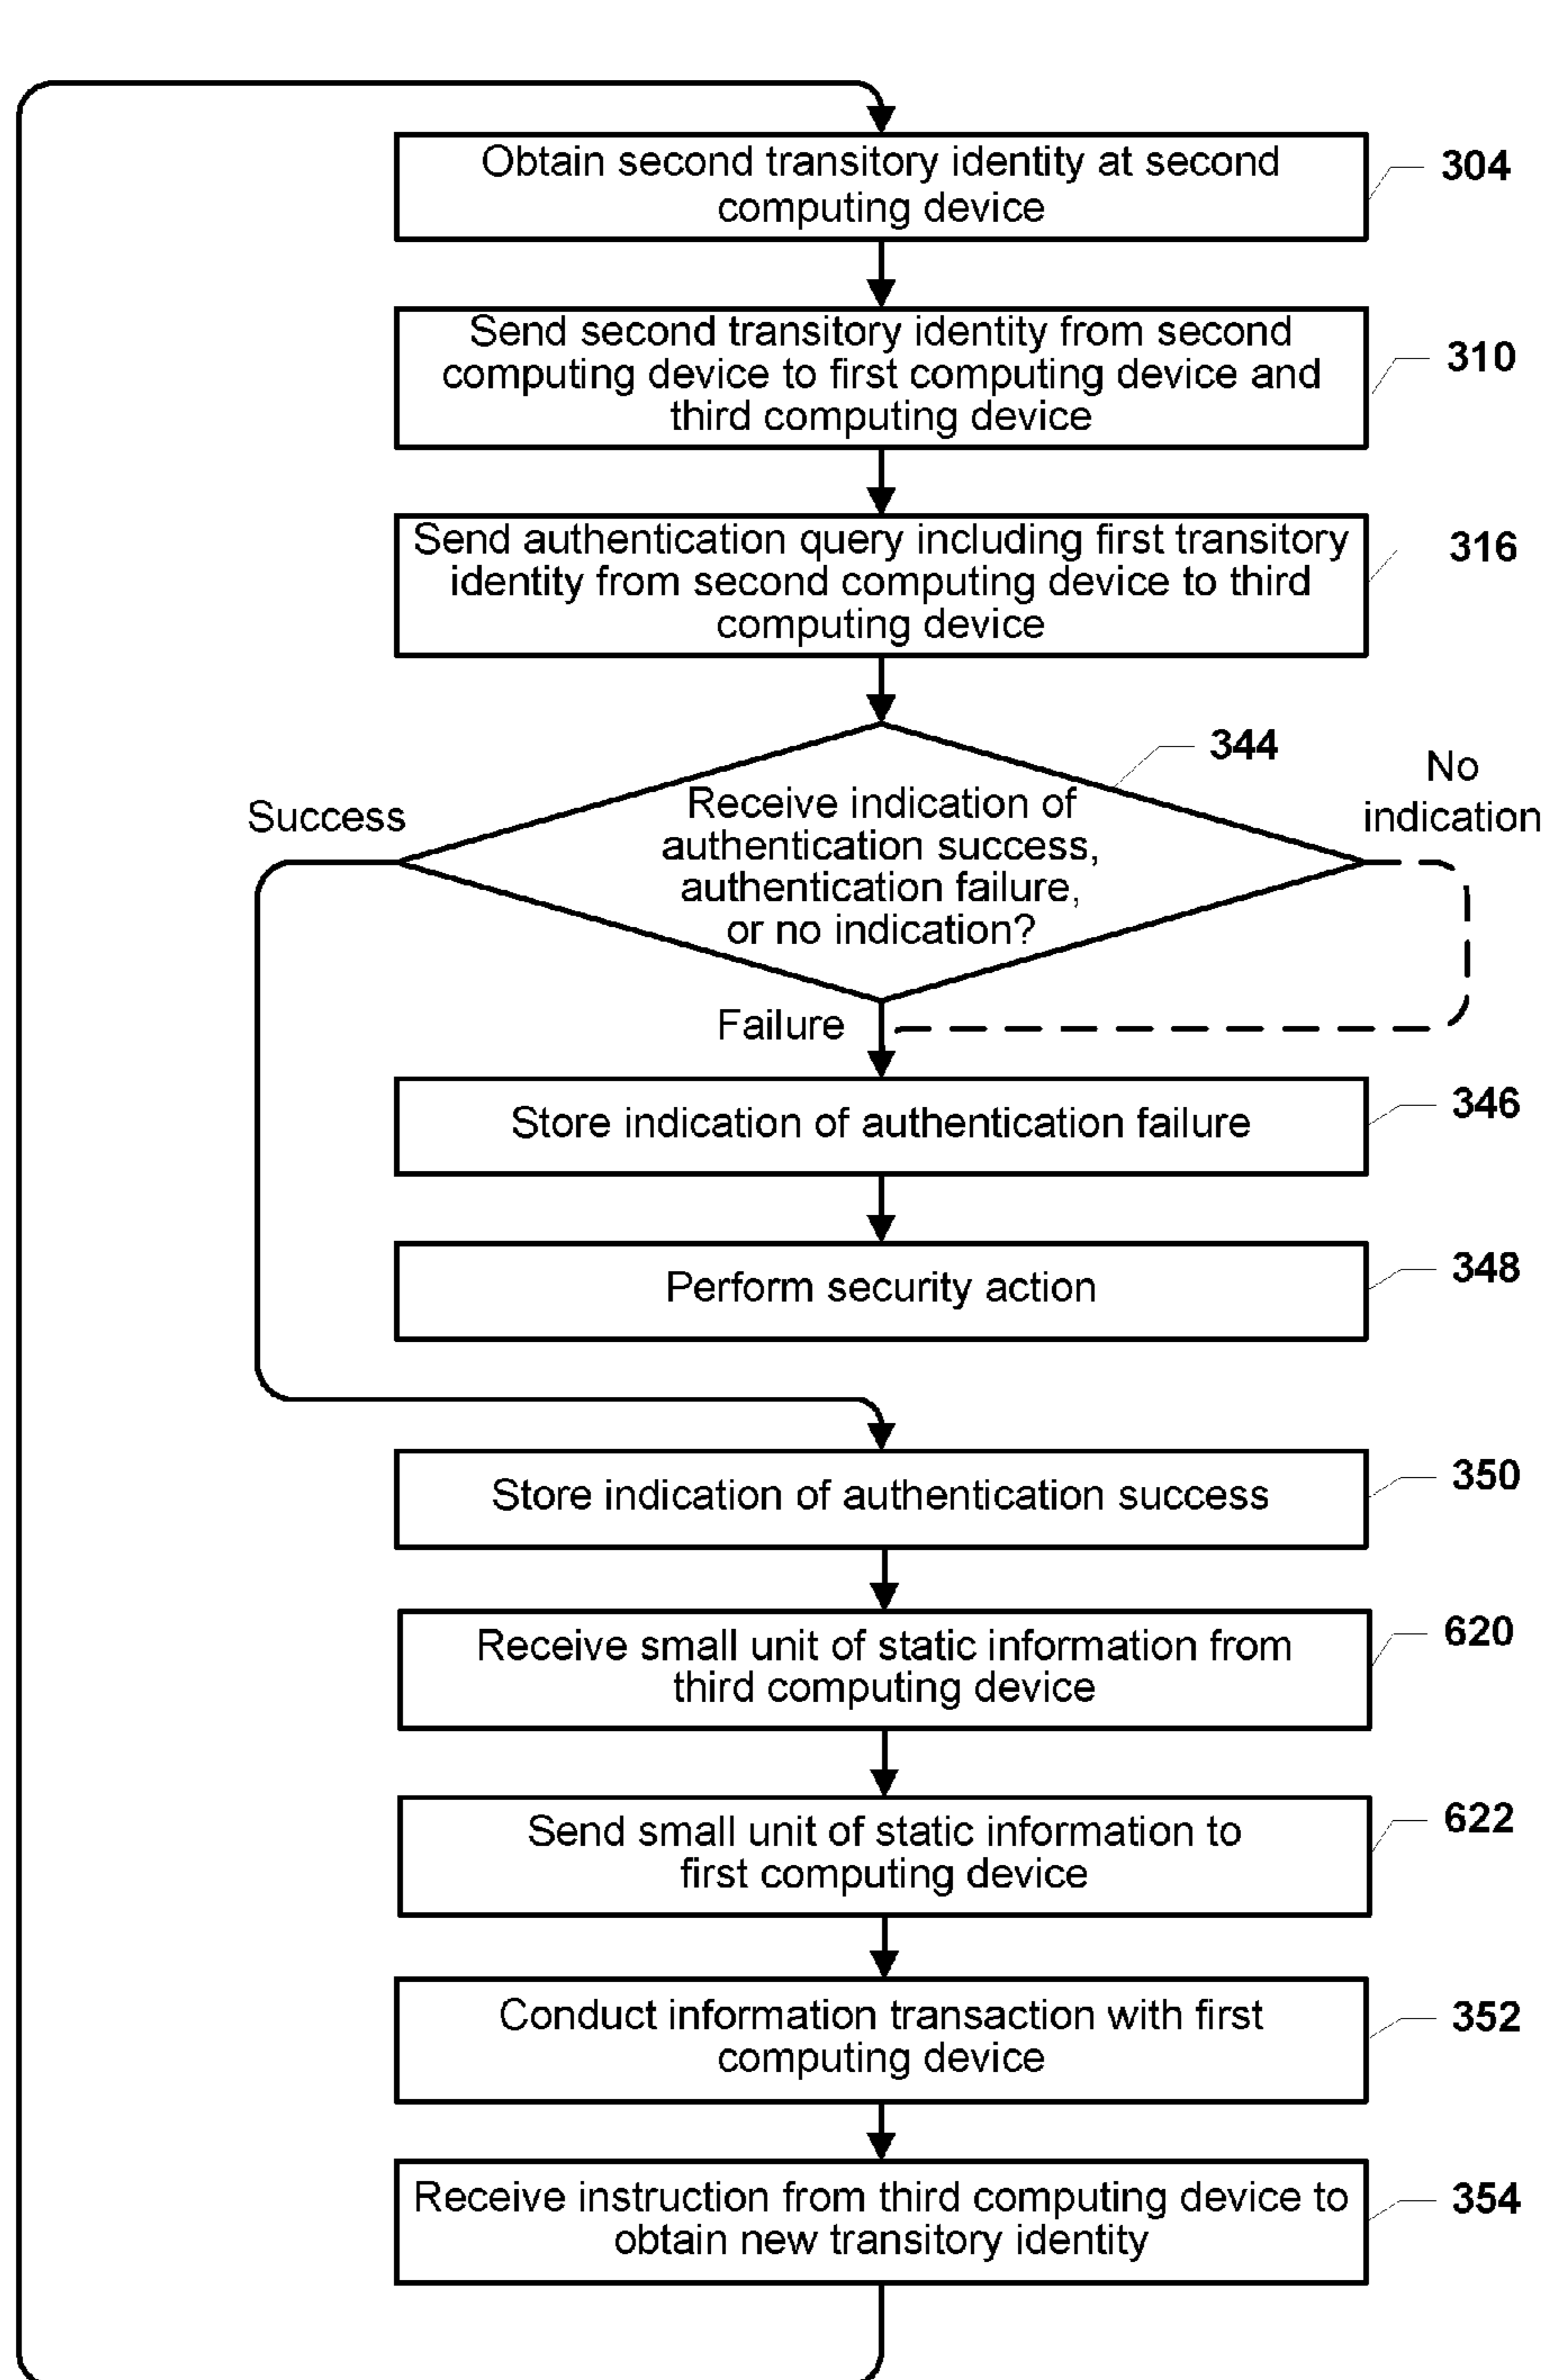 Obtain second transitory identity at second
computing device
304
Send second transitory identity from second
computing device to first computing device and
third computing device
310
Send authentication query including first transitory
identity from second computing device to third
computing device
316
344
No
indication
Success
Receive indication of
authentication success,
authentication failure,
or no indication?
Failure
Store indication of authentication failure
346
Perform security action
348
Store indication of authentication success
350
Receive small unit of static information from
third computing device
620
Send small unit of static information to
first computing device
622
Conduct information transaction with first
computing device
352
Receive instruction from third computing device to
obtain new transitory identity
354